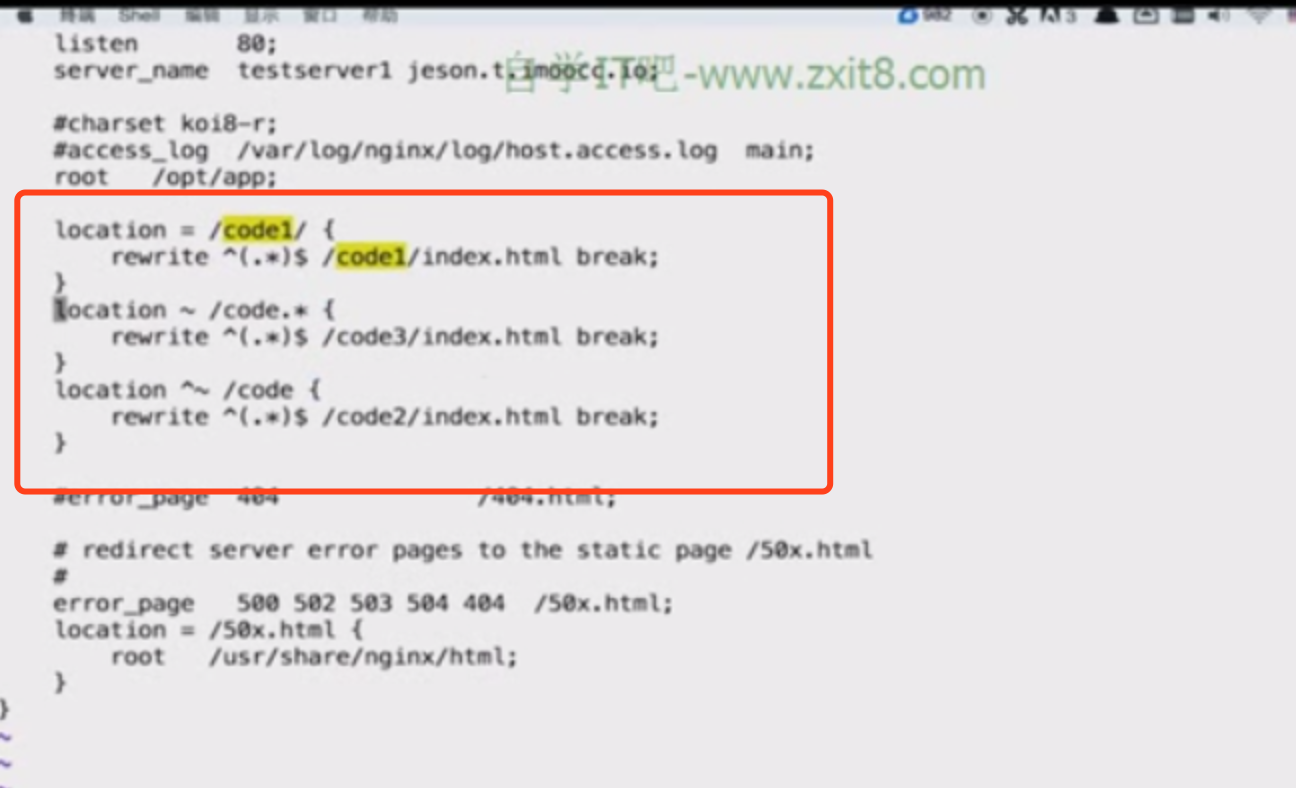 终端 Shell 编辑 显示 窗口 帮助 982 3
listen 80;
server_name testserver1 jeson.t.imoocc.io;
自学IT吧-www.zxit8.com
#charset koi8-r;
#access_log /var/log/nginx/log/host.access.log main;
root /opt/app;
location = /code1/ {
rewrite ^(.*)$ /code1/index.html break;
}
location ~ /code.* {
rewrite ^(.*)$ /code3/index.html break;
}
location ^~ /code {
rewrite ^(.*)$ /code2/index.html break;
}
#error_page 404 /404.html;
# redirect server error pages to the static page /50x.html
#
error_page 500 502 503 504 404 /50x.html;
location = /50x.html {
root /usr/share/nginx/html;
}
}
~
~